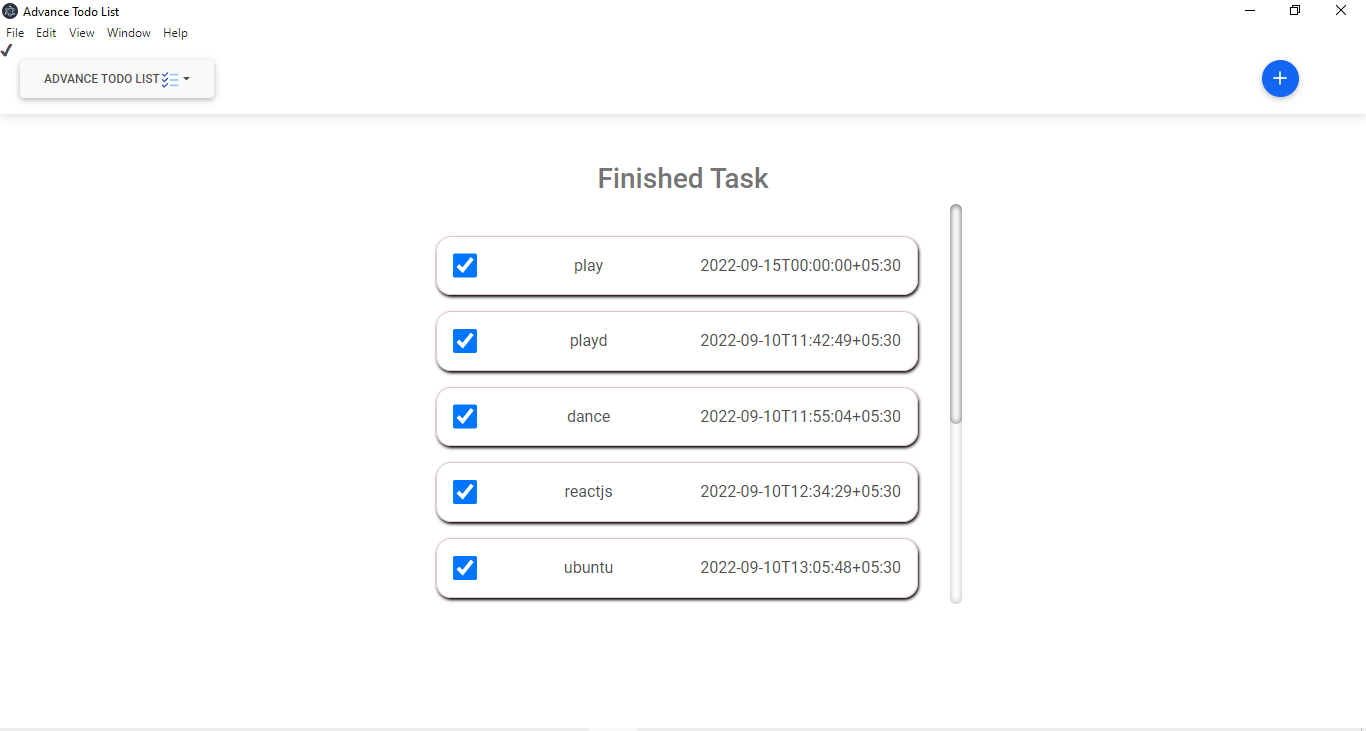 Advance Todo List
File Edit View Window Help
ADVANCE TODO LIST
Finished Task
play 2022-09-15T00:00:00+05:30
playd 2022-09-10T11:42:49+05:30
dance 2022-09-10T11:55:04+05:30
reactjs 2022-09-10T12:34:29+05:30
ubuntu 2022-09-10T13:05:48+05:30